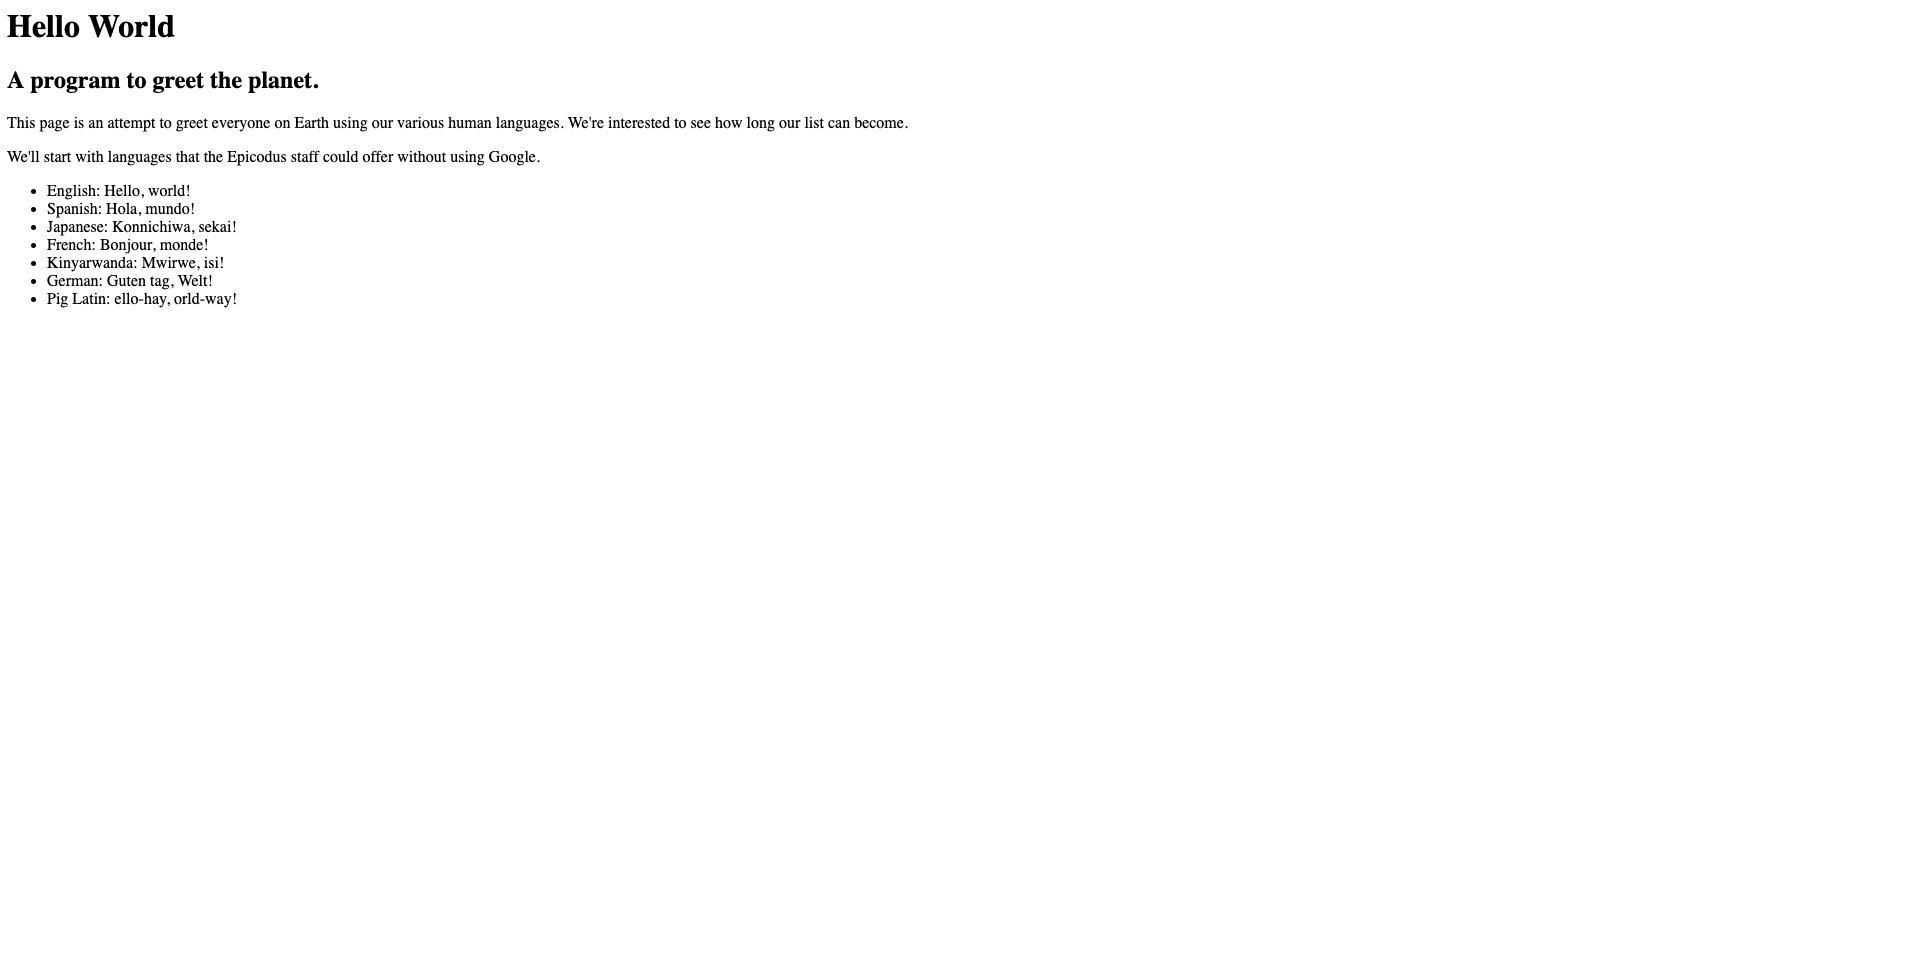 Hello World
A program to greet the planet.
This page is an attempt to greet everyone on Earth using our various human languages. We're interested to see how long our list can become.
We'll start with languages that the Epicodus staff could offer without using Google.
• English: Hello, world!
• Spanish: Hola, mundo!
• Japanese: Konnichiwa, sekai!
• French: Bonjour, monde!
• Kinyarwanda: Mwirwe, isi!
• German: Guten tag, Welt!
• Pig Latin: ello-hay, orld-way!